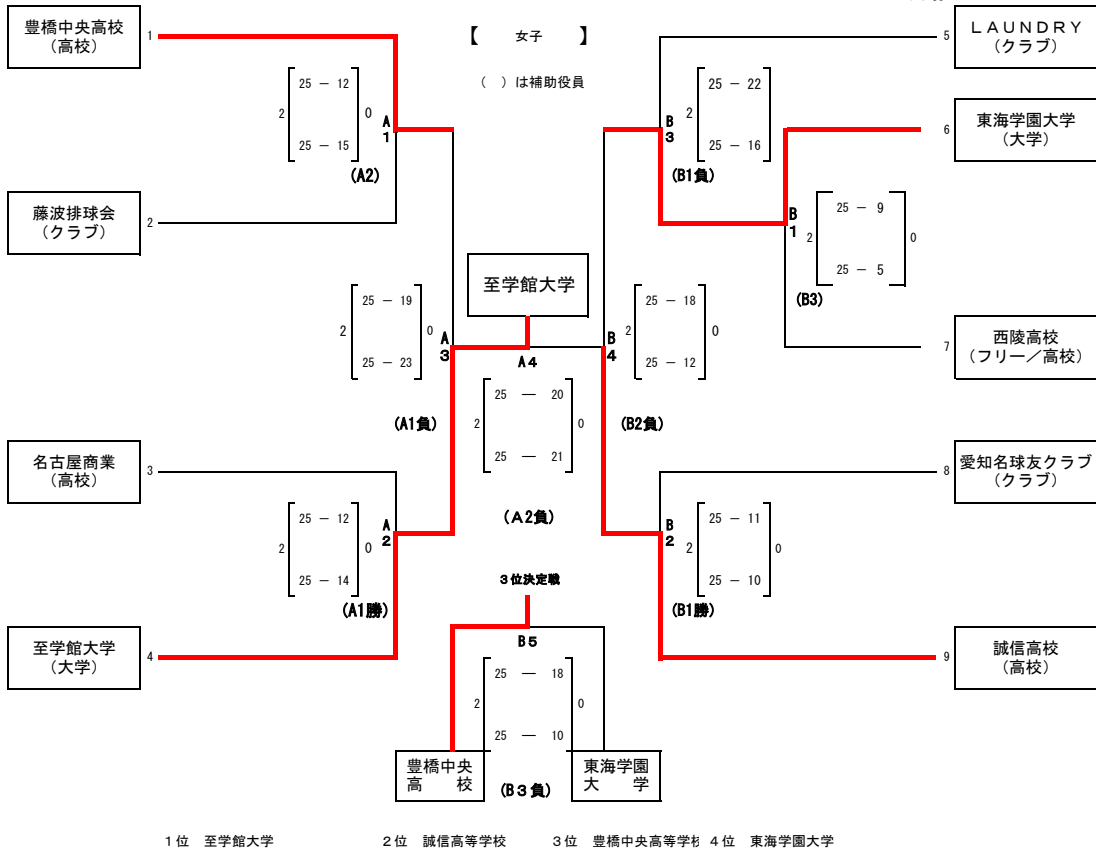 【　女子　】
（　）は補助役員
豊橋中央高校
（高校）
1
25 － 12
2
0
25 － 15
A
1
(A2)
藤波排球会
（クラブ）
2
25 － 19
2
0
25 － 23
A
3
(A1負)
名古屋商業
（高校）
3
25 － 12
2
0
25 － 14
A
2
(A1勝)
至学館大学
（大学）
4
至学館大学
A4
25 － 20
2
0
25 － 21
(A2負)
ＬＡＵＮＤＲＹ
（クラブ）
5
25 － 22
2
25 － 16
B
3
(B1負)
東海学園大学
（大学）
6
25 － 9
2
0
25 － 5
B
1
(B3)
西陵高校
（フリー／高校）
7
25 － 18
2
0
25 － 12
B
4
(B2負)
愛知名球友クラブ
（クラブ）
8
25 － 11
2
0
25 － 10
B
2
(B1勝)
誠信高校
（高校）
9
３位決定戦
B5
25 － 18
2
0
25 － 10
豊橋中央
高　校
(B3負)
東海学園
大　学
1位　至学館大学
2位　誠信高等学校
3位　豊橋中央高等学校
4位　東海学園大学